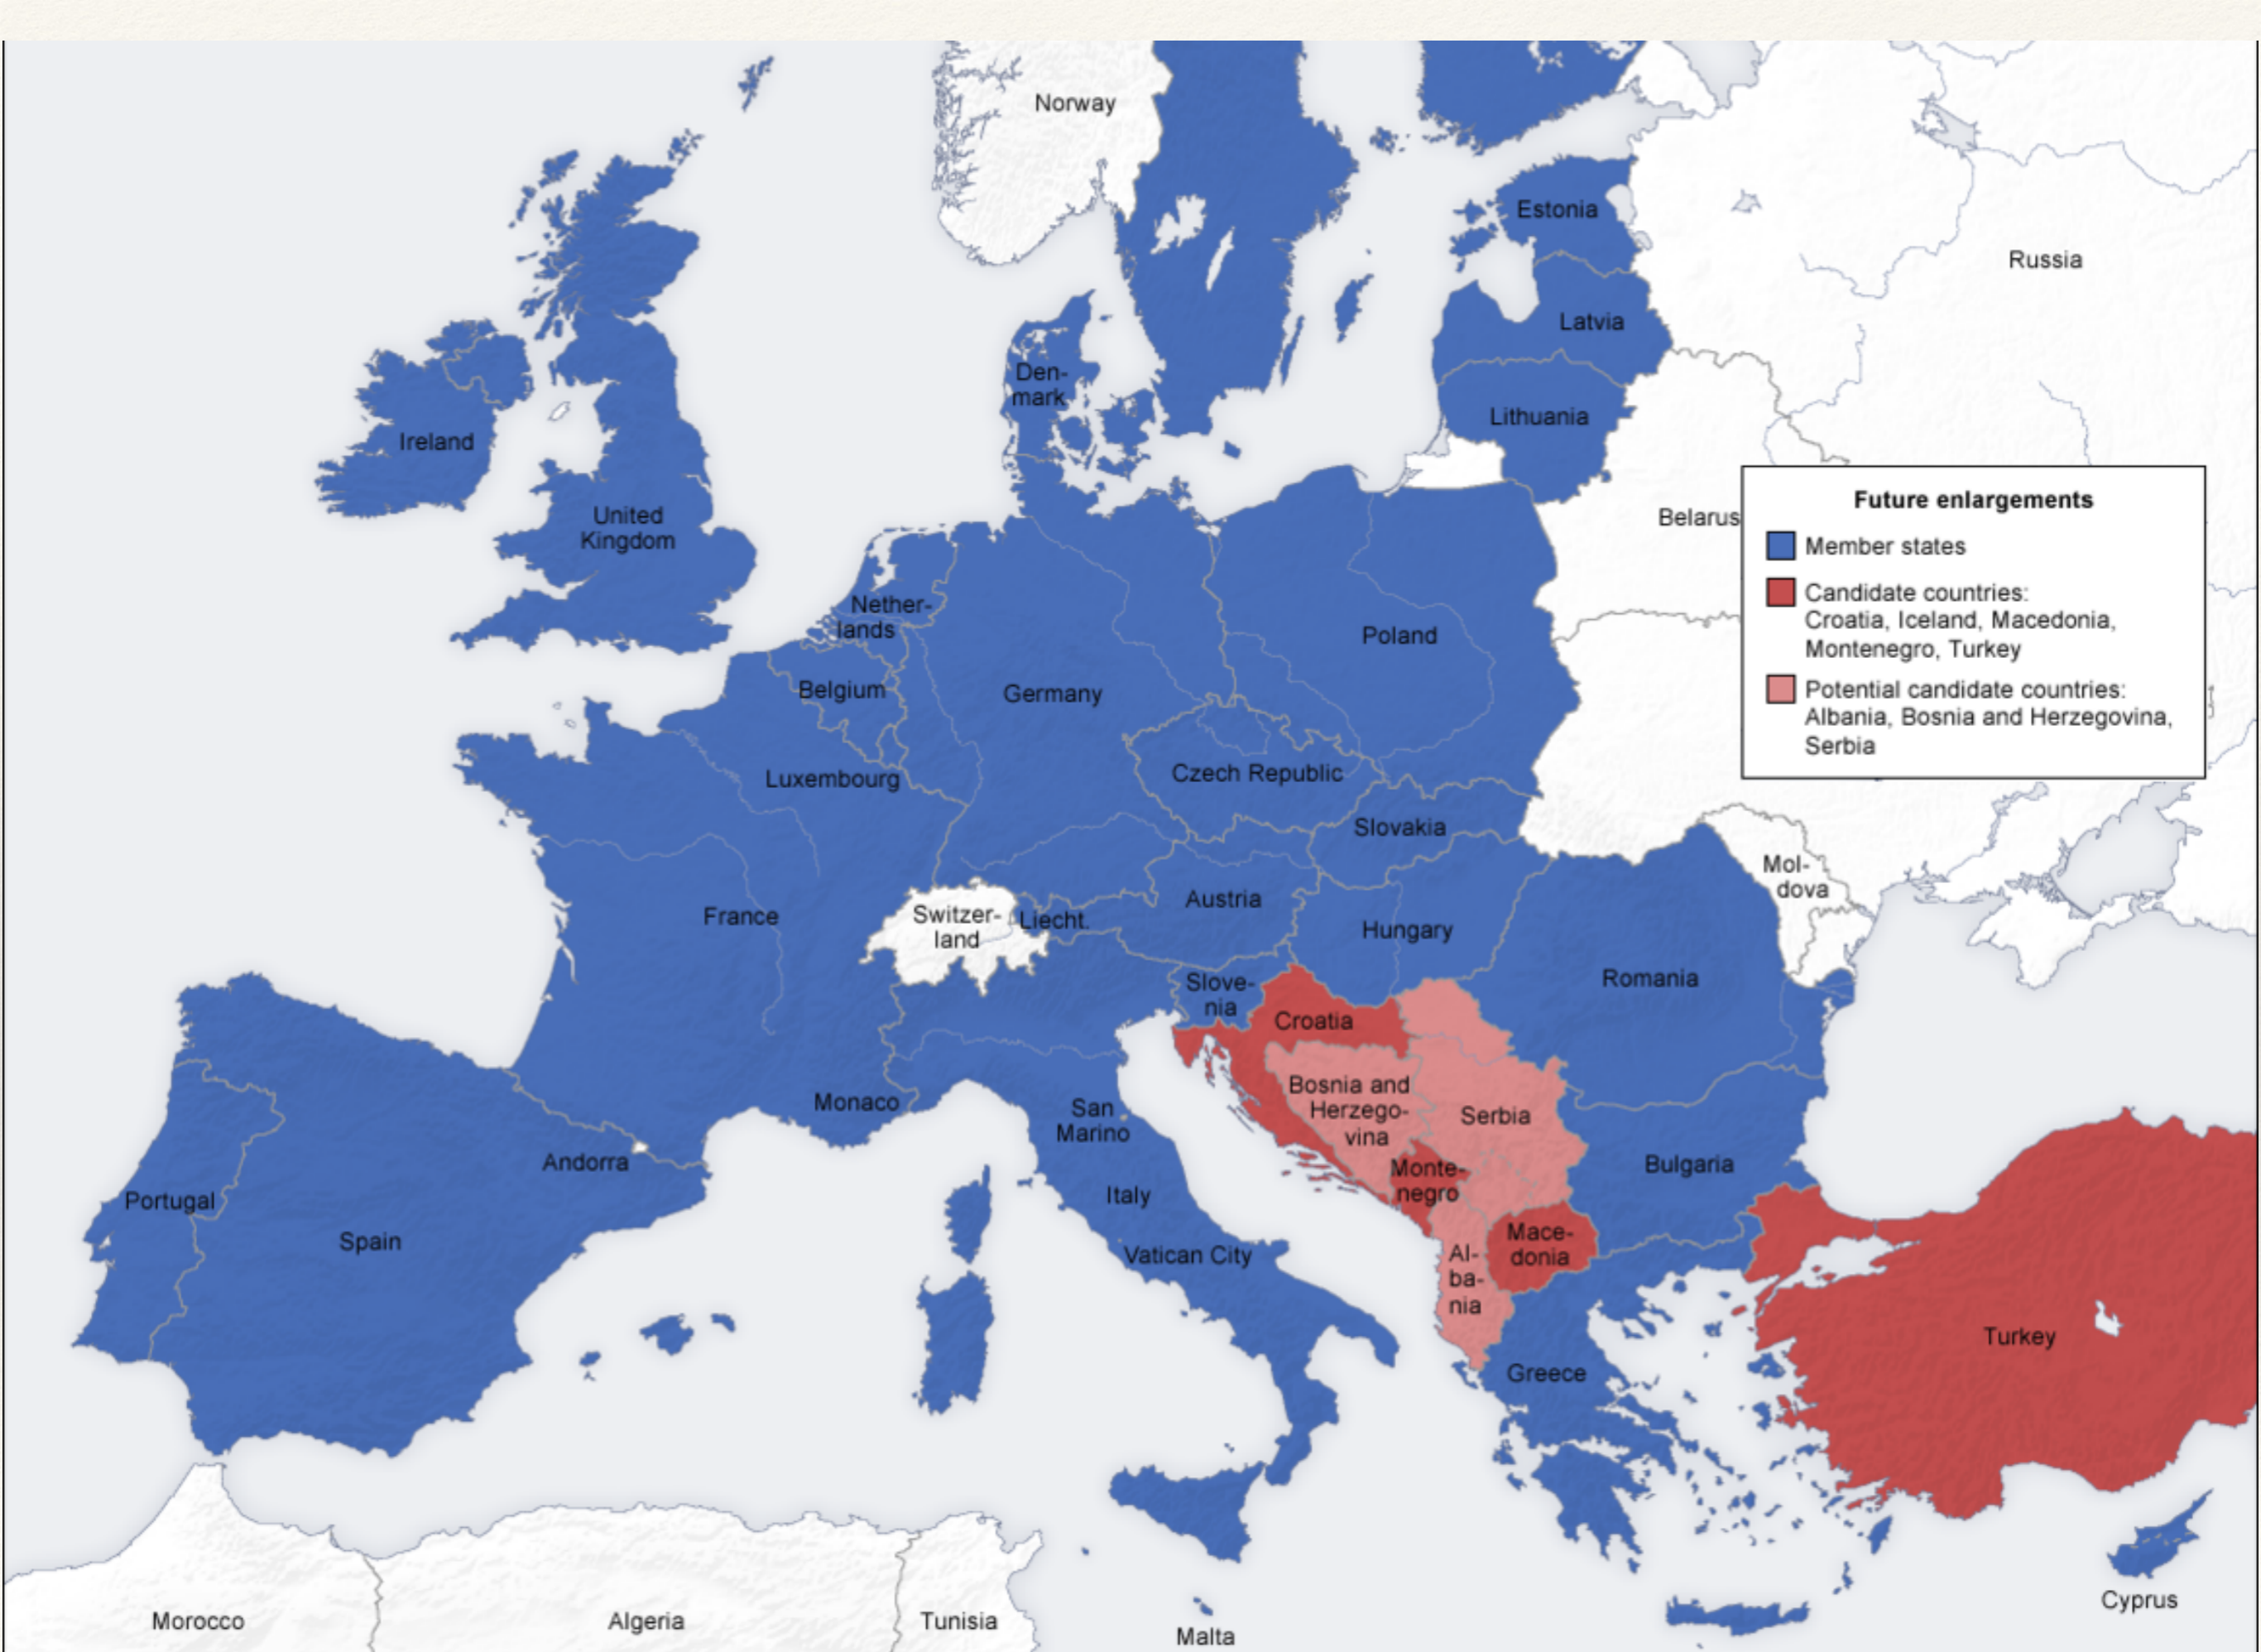 Norway
Estonia
Russia
Latvia
Den-
mark
Lithuania
Ireland
United
Kingdom
Belarus
Future enlargements
Member states
Candidate countries:
Croatia, Iceland, Macedonia,
Montenegro, Turkey
Potential candidate countries:
Albania, Bosnia and Herzegovina,
Serbia
Nether-
lands
Poland
Belgium
Germany
Luxembourg
Czech Republic
Slovakia
Mol-
dova
France
Switzer-
land
Liecht.
Austria
Hungary
Romania
Slove-
nia
Croatia
Monaco
San
Marino
Bosnia and
Herzego-
vina
Serbia
Andorra
Portugal
Spain
Italy
Monte-
negro
Bulgaria
Vatican City
Mace-
donia
Al-
ba-
nia
Turkey
Greece
Morocco
Algeria
Tunisia
Malta
Cyprus